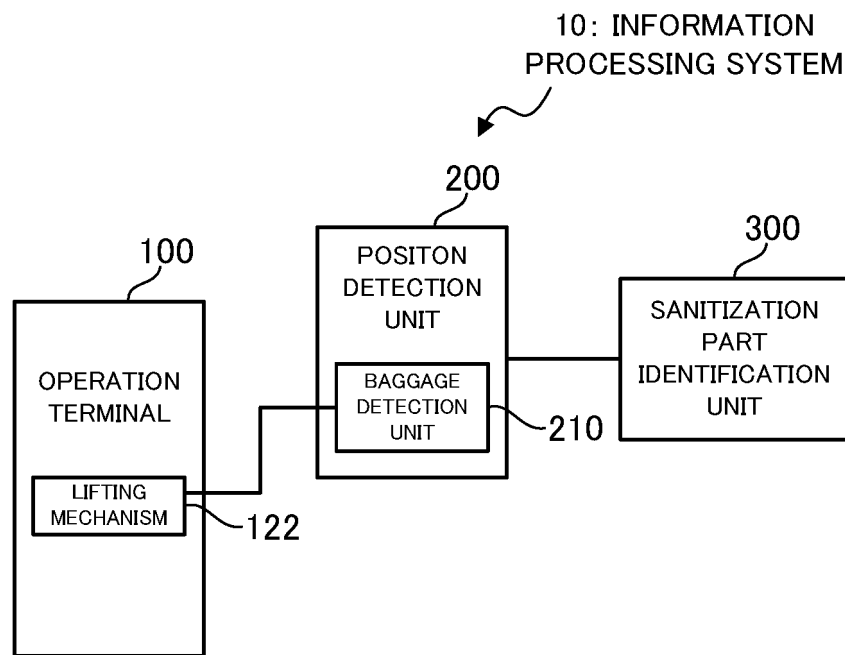 10: INFORMATION
PROCESSING SYSTEM
200
POSITON
DETECTION
UNIT
BAGGAGE
DETECTION
UNIT
210
300
SANITIZATION
PART
IDENTIFICATION
UNIT
100
OPERATION
TERMINAL
LIFTING
MECHANISM
122